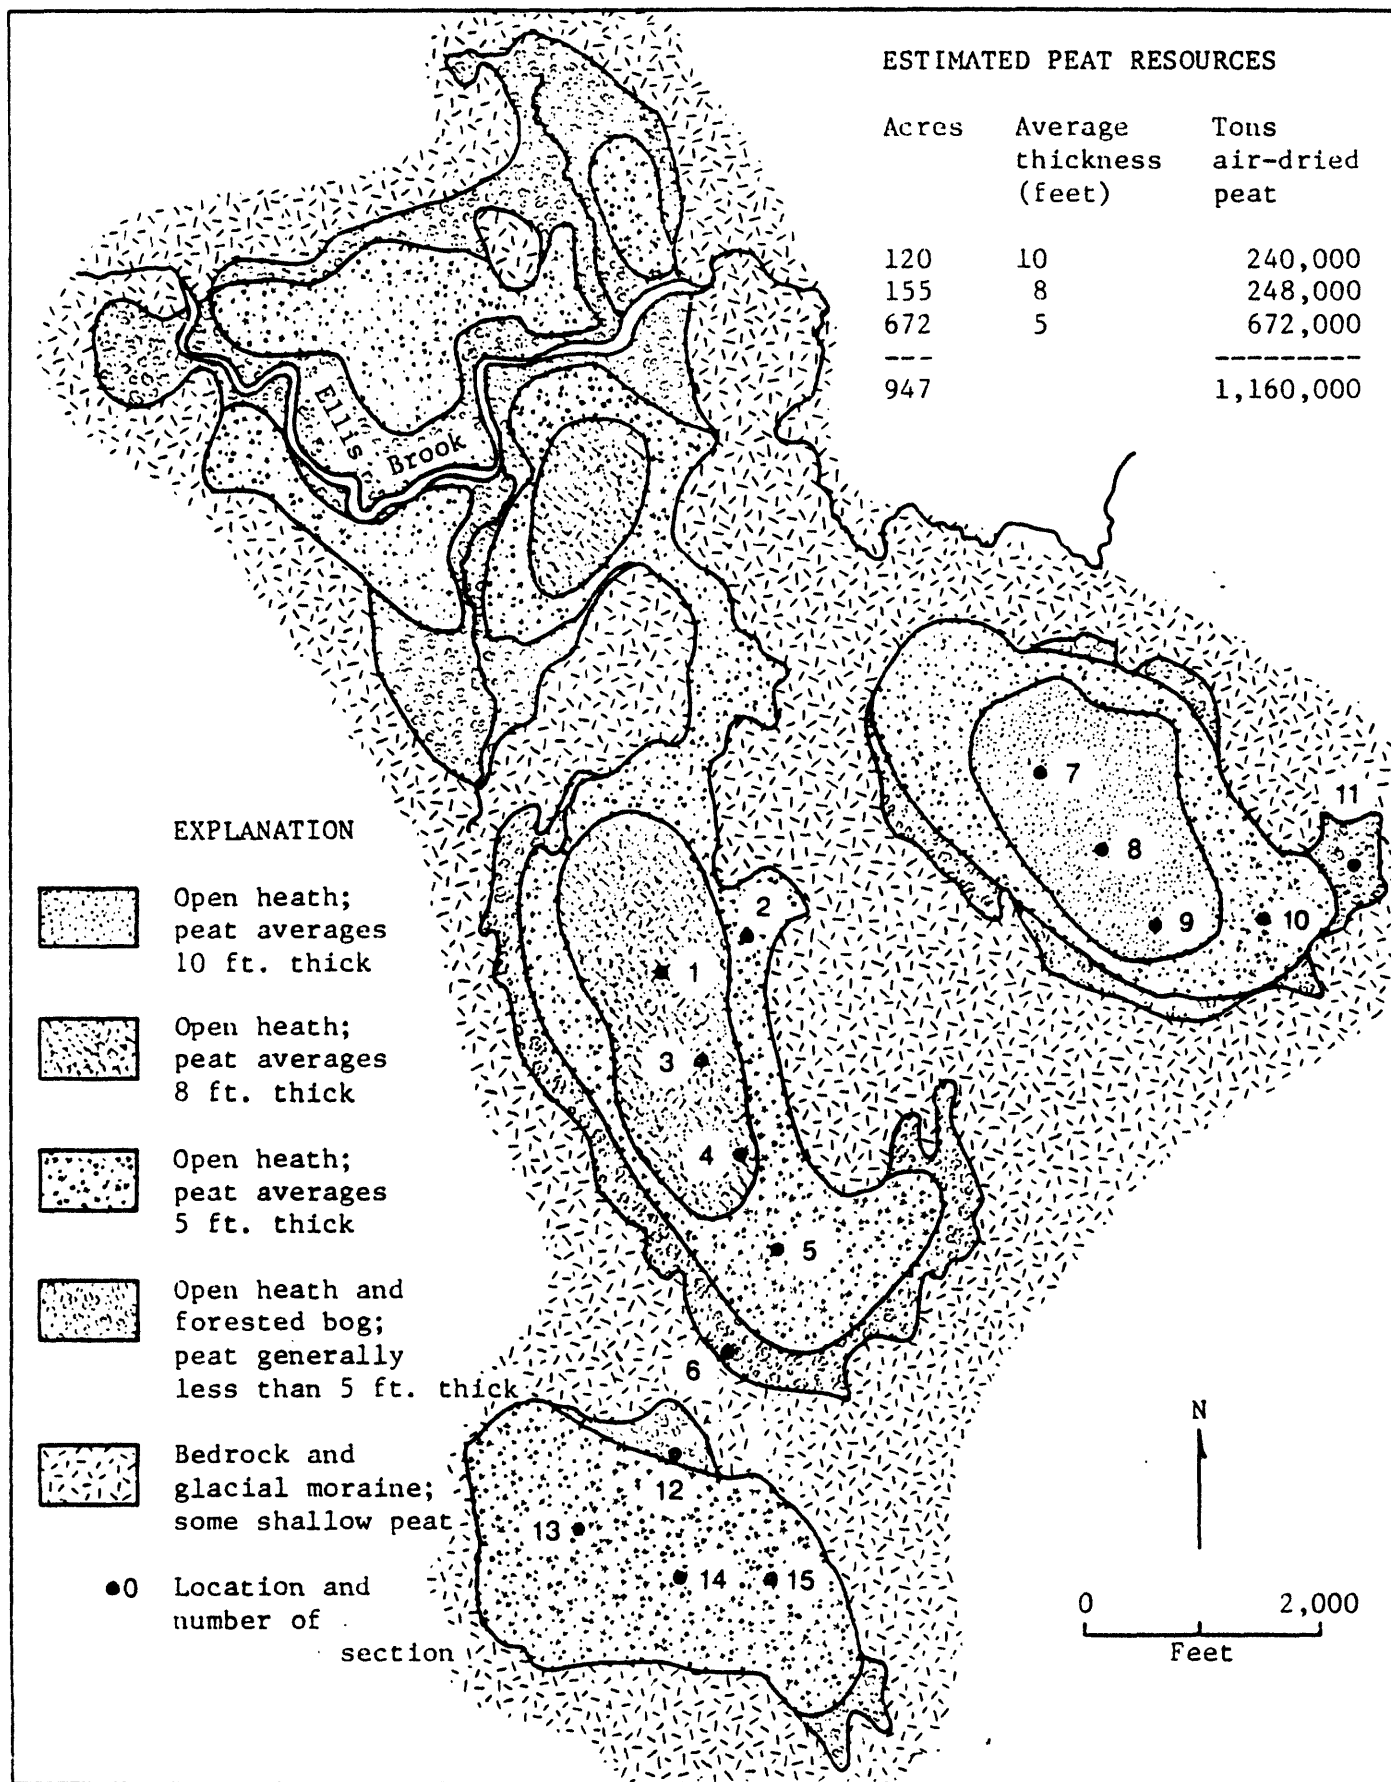 ESTIMATED PEAT RESOURCES
Acres Average Tons
thickness air-dried
(feet) peat
120 10 240,000
155 8 248,000
672 5 672,000
--- ---------
947 1,160,000
Ellis Brook
EXPLANATION
Open heath;
peat averages
10 ft. thick
Open heath;
peat averages
8 ft. thick
Open heath;
peat averages
5 ft. thick
Open heath and
forested bog;
peat generally
less than 5 ft. thick
Bedrock and
glacial moraine;
some shallow peat
●0 Location and
number of
section
7
11
8
2
9
10
1
3
4
5
6
12
13
14
15
N
0 2,000
Feet